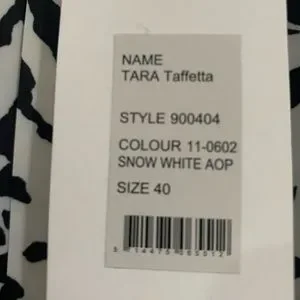 NAME
TARA Taffetta
STYLE 900404
COLOUR 11-0602
SNOW WHITE AOP
SIZE 40